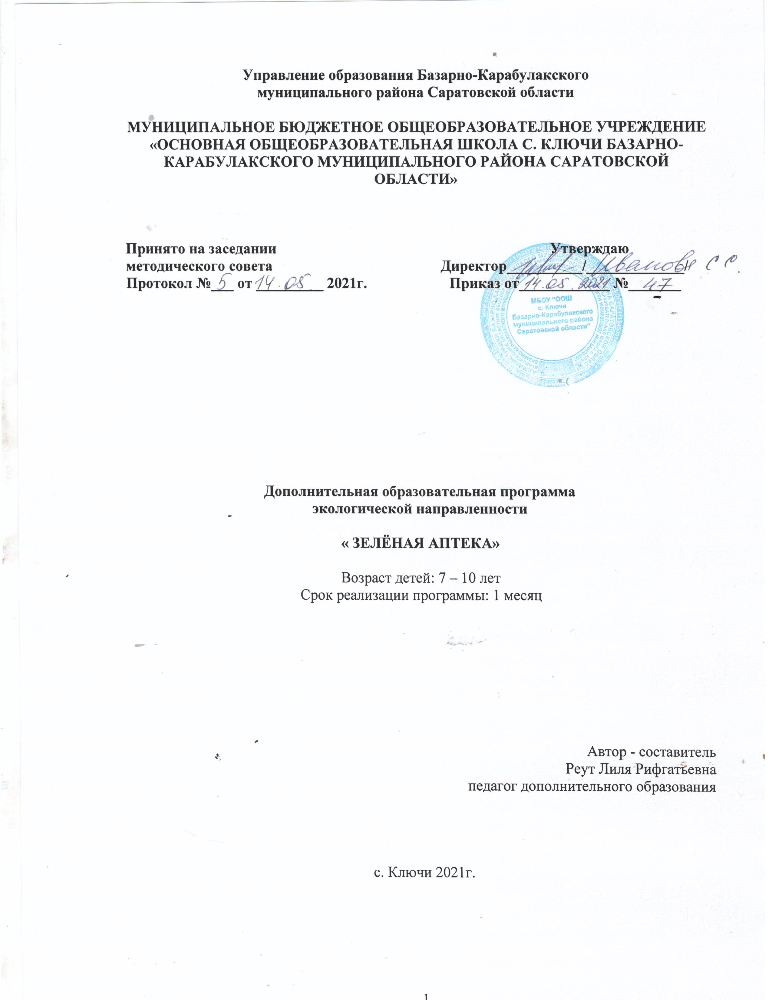 Управление образования Базарно-Карабулакского
муниципального района Саратовской области
МУНИЦИПАЛЬНОЕ БЮДЖЕТНОЕ ОБЩЕОБРАЗОВАТЕЛЬНОЕ УЧРЕЖДЕНИЕ
«ОСНОВНАЯ ОБЩЕОБРАЗОВАТЕЛЬНАЯ ШКОЛА С. КЛЮЧИ БАЗАРНО-
КАРАБУЛАКСКОГО МУНИЦИПАЛЬНОГО РАЙОНА САРАТОВСКОЙ
ОБЛАСТИ»
Принято на заседании
методического совета
Протокол № 5 от 14.05. 2021г.
Утверждаю
Директор / Иванова С С /
Приказ от 14.05.2021 № 47
МБОУ "ООШ
с. Ключи
Базарно-Карабулакского
муниципального района
Саратовской области"
Дополнительная образовательная программа
экологической направленности
« ЗЕЛЁНАЯ АПТЕКА»
Возраст детей: 7 – 10 лет
Срок реализации программы: 1 месяц
Автор - составитель
Реут Лиля Рифгатьевна
педагог дополнительного образования
с. Ключи 2021г.
1